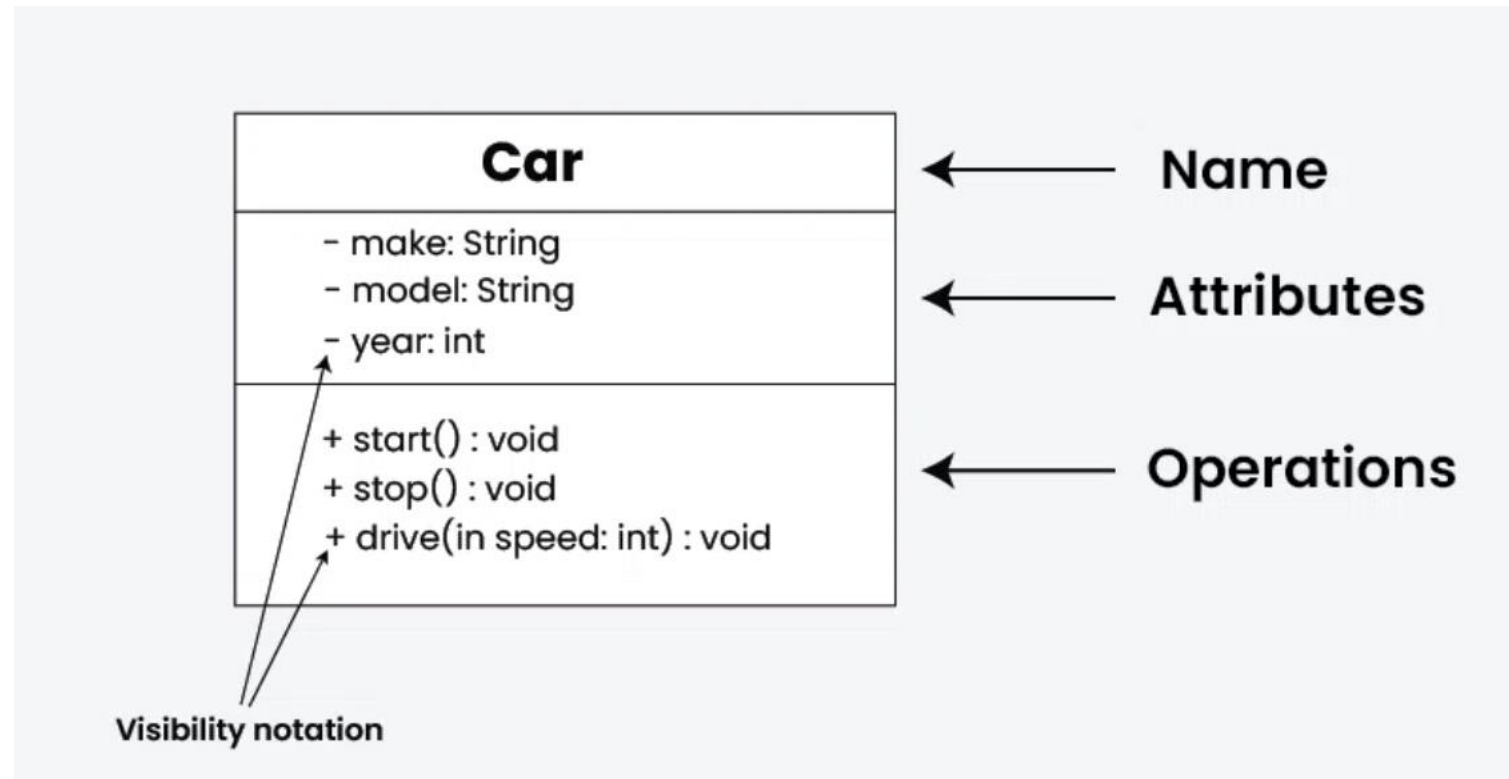 Car
Name
- make: String
- model: String
- year: int
Attributes
+ start() : void
+ stop() : void
+ drive(in speed: int) : void
Operations
Visibility notation